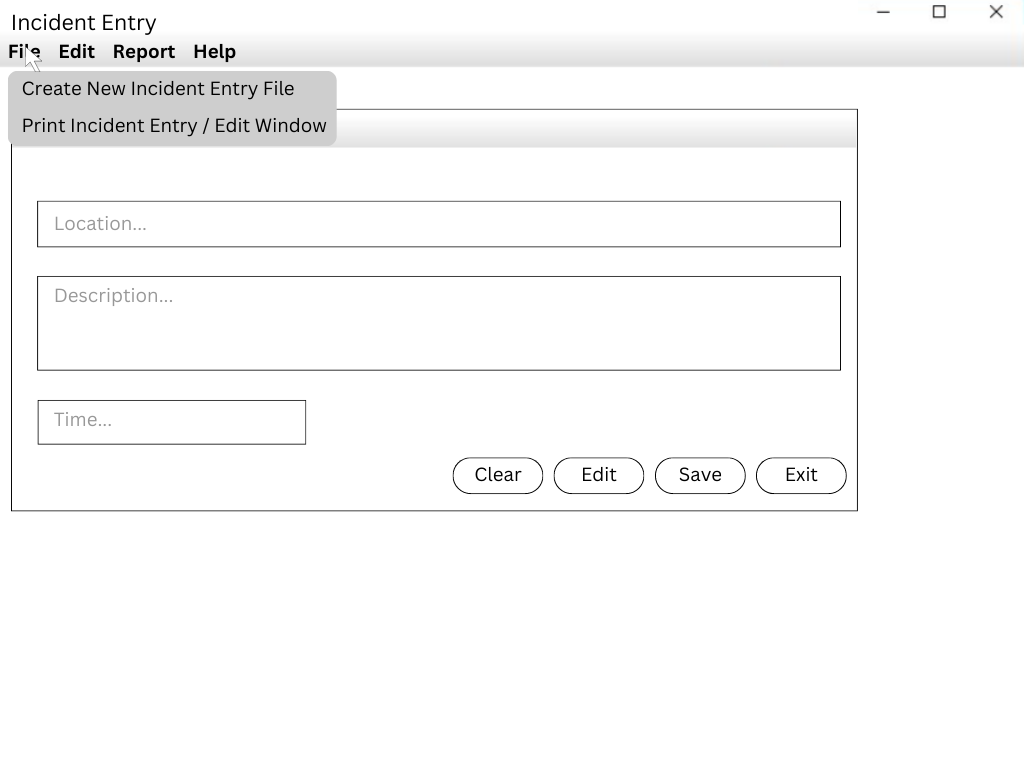 Incident Entry
File Edit Report Help
Create New Incident Entry File
Print Incident Entry / Edit Window
Location...
Description...
Time...
Clear Edit Save Exit